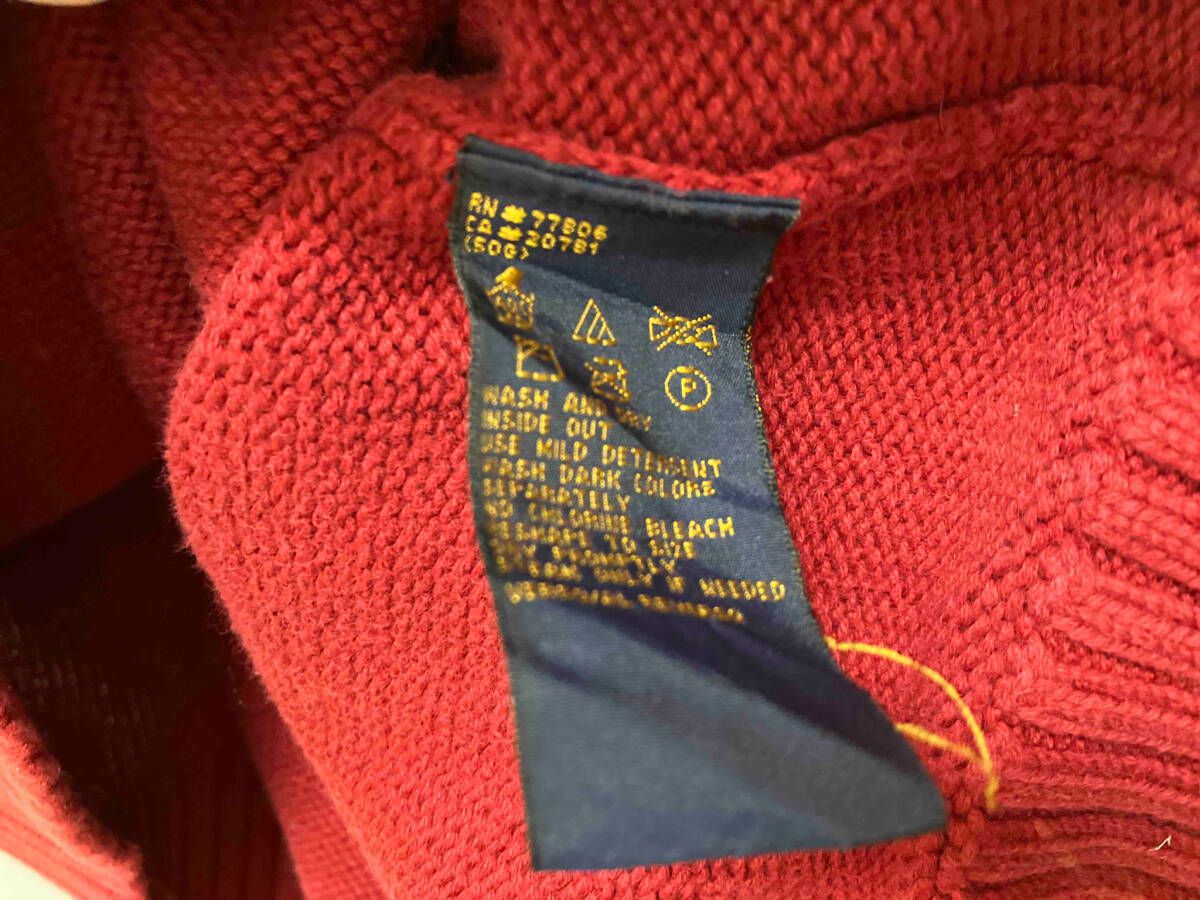 RN #77806
CA #20781
(50G)
P
WASH AND DRY
INSIDE OUT
USE MILD DETERGENT
WASH DARK COLORS
SEPARATELY
NO CHLORINE BLEACH
RESHAPE TO SIZE
DRY PROMPTLY
STEAM ONLY IF NEEDED